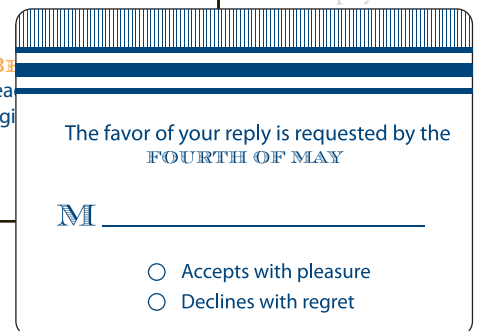 The favor of your reply is requested by the
FOURTH OF MAY
M
Accepts with pleasure
Declines with regret